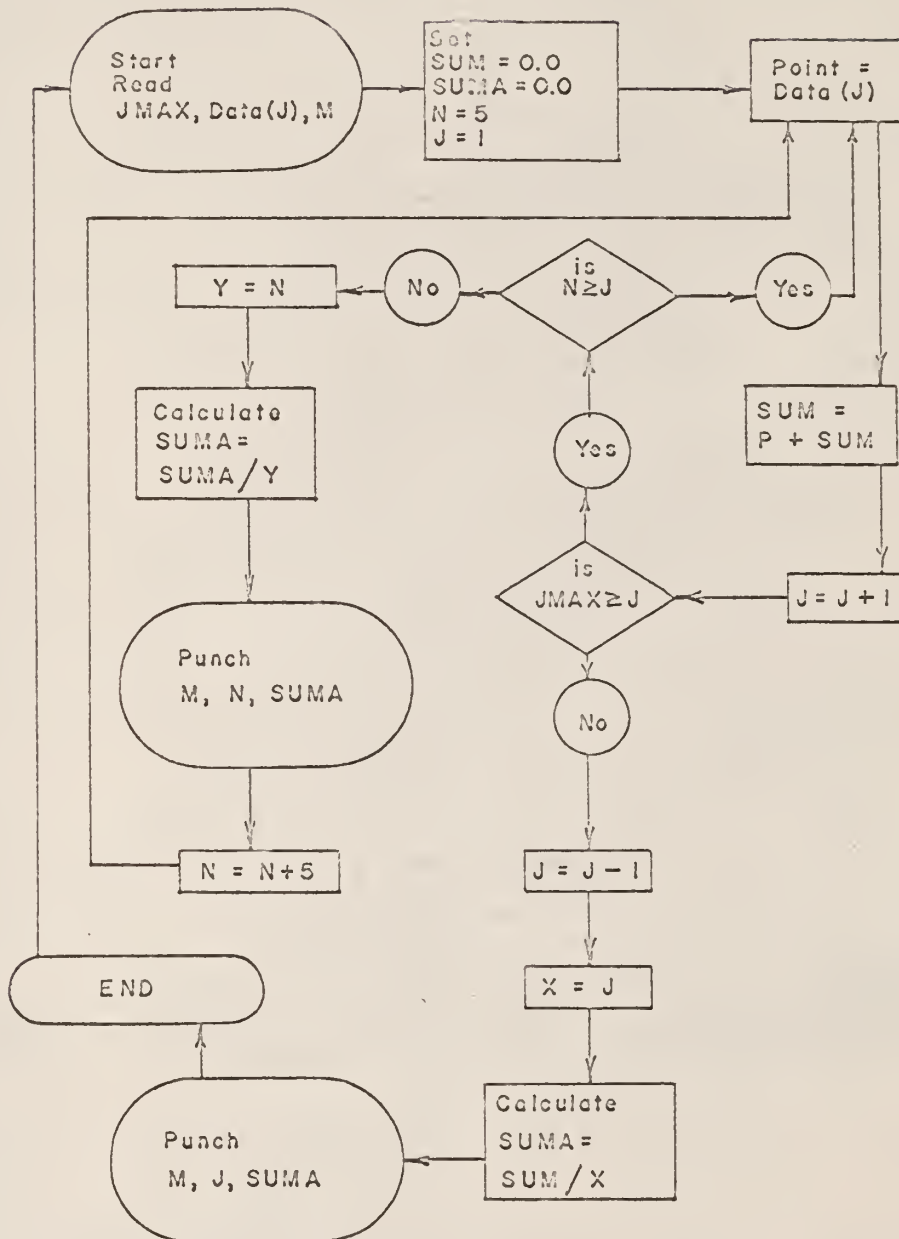 Start
Read
JMAX, Data(J), M
Set
SUM = 0.0
SUMA = 0.0
N = 5
J = 1
Point =
Data (J)
is
N ≥ J
Yes
No
Y = N
Calculate
SUMA =
SUMA / Y
SUM =
P + SUM
Yes
is
JMAX ≥ J
J = J + 1
Punch
M, N, SUMA
No
N = N + 5
J = J - 1
END
X = J
Calculate
SUMA =
SUM / X
Punch
M, J, SUMA